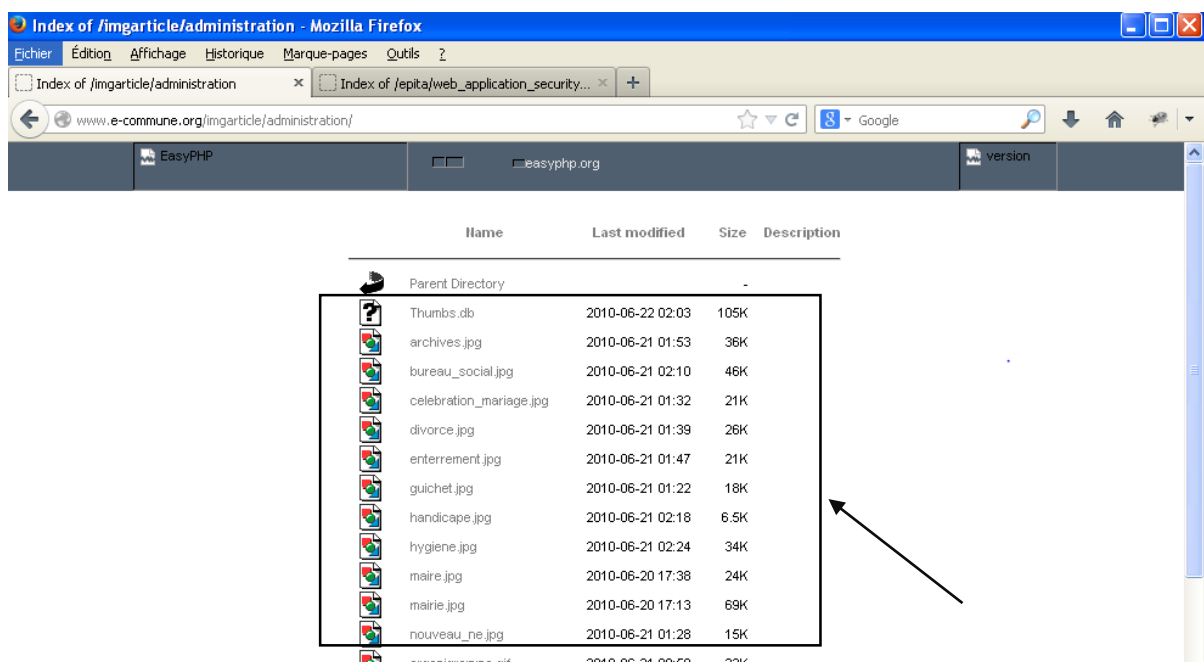 Index of /imgarticle/administration - Mozilla Firefox
Fichier Édition Affichage Historique Marque-pages Outils ?
Index of /imgarticle/administration × Index of /epita/web_application_security... × +
www.e-commune.org/imgarticle/administration/ Google
EasyPHP easyphp.org version
Name Last modified Size Description
Parent Directory -
Thumbs.db 2010-06-22 02:03 105K
archives.jpg 2010-06-21 01:53 36K
bureau_social.jpg 2010-06-21 02:10 46K
celebration_mariage.jpg 2010-06-21 01:32 21K
divorce.jpg 2010-06-21 01:39 26K
enterrement.jpg 2010-06-21 01:47 21K
guichet.jpg 2010-06-21 01:22 18K
handicape.jpg 2010-06-21 02:18 6.5K
hygiene.jpg 2010-06-21 02:24 34K
maire.jpg 2010-06-20 17:38 24K
mairie.jpg 2010-06-20 17:13 69K
nouveau_ne.jpg 2010-06-21 01:28 15K